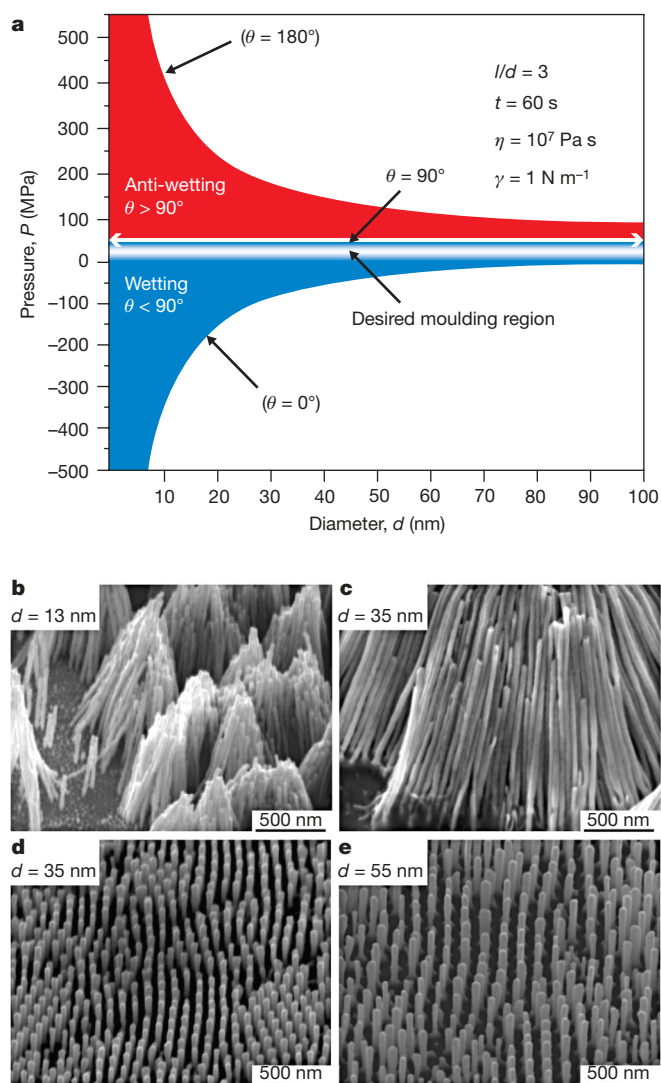 a
500
400
300
200
100
0
–100
–200
–300
–400
–500
Pressure, P (MPa)
(θ = 180°)
l/d = 3
t = 60 s
η = 10⁷ Pa s
γ = 1 N m⁻¹
θ = 90°
Anti-wetting
θ > 90°
Wetting
θ < 90°
Desired moulding region
(θ = 0°)
10 20 30 40 50 60 70 80 90 100
Diameter, d (nm)
b
d = 13 nm
500 nm
c
d = 35 nm
500 nm
d
d = 35 nm
500 nm
e
d = 55 nm
500 nm